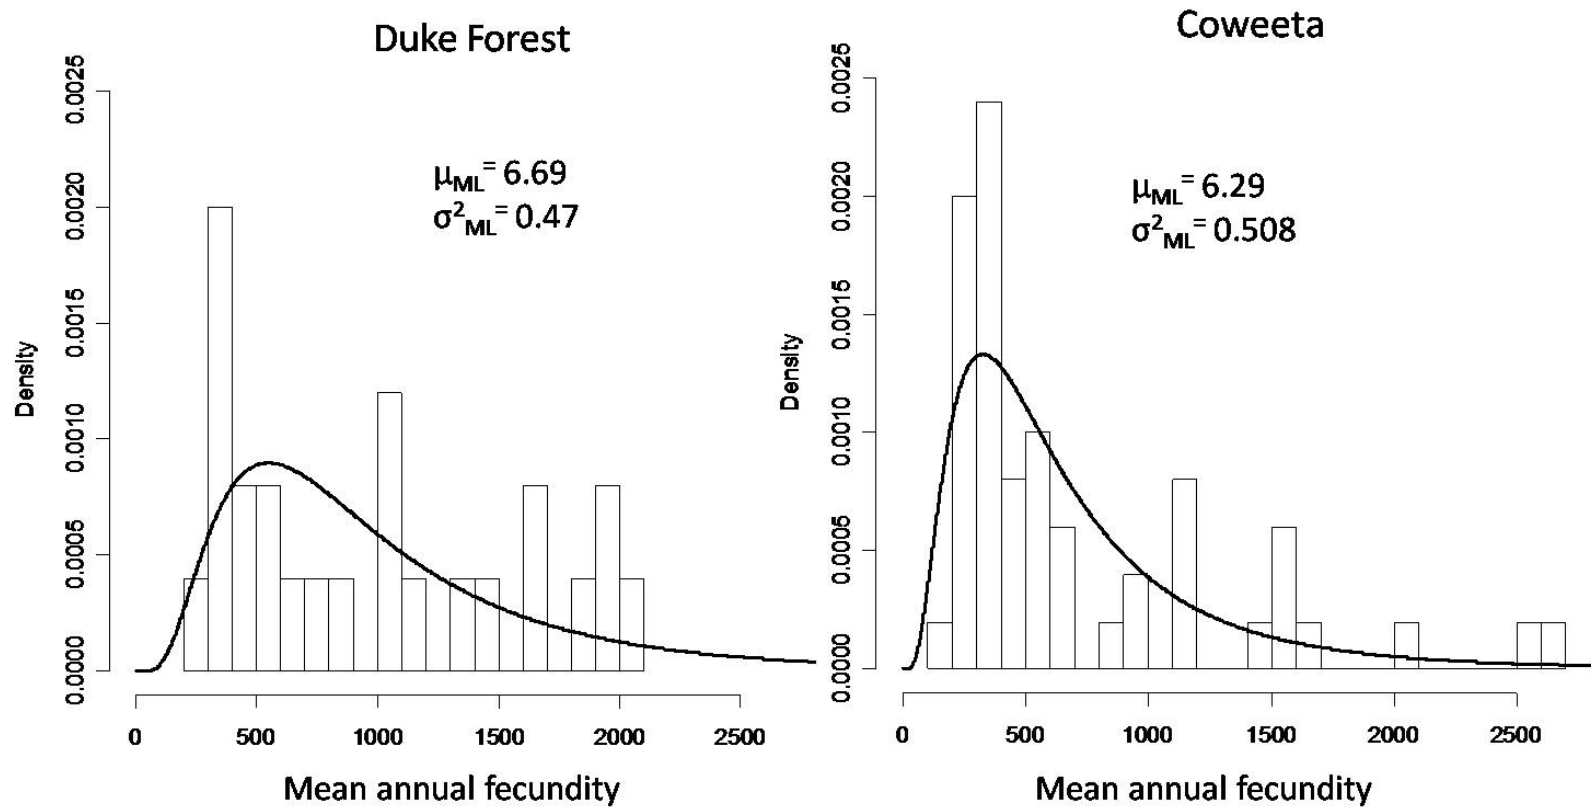 Duke Forest
0.0025
0.0020
0.0015
0.0010
0.0005
0.0000
Density
μML= 6.69
σ²ML= 0.47
0 500 1000 1500 2000 2500
Mean annual fecundity
Coweeta
0.0025
0.0020
0.0015
0.0010
0.0005
0.0000
Density
μML= 6.29
σ²ML= 0.508
0 500 1000 1500 2000 2500
Mean annual fecundity